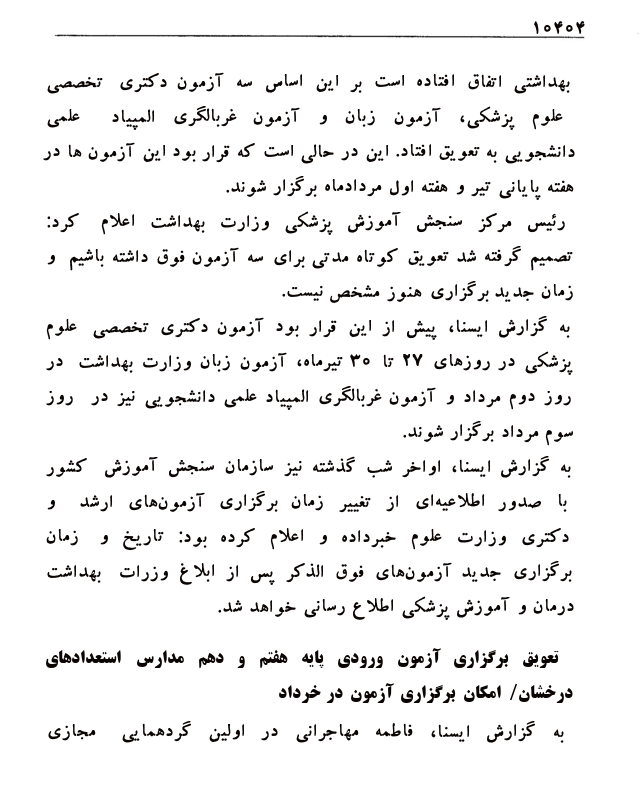 ۱۰۴۰۴
بهداشتی اتفاق افتاده است بر این اساس سه آزمون دکتری تخصصی
علوم پزشکی، آزمون زبان و آزمون غربالگری المپیاد علمی
دانشجویی به تعویق افتاد. این در حالی است که قرار بود این آزمون ها در
هفته پایانی تیر و هفته اول مردادماه برگزار شوند.
رئیس مرکز سنجش آموزش پزشکی وزارت بهداشت اعلام کرد:
تصمیم گرفته شد تعویق کوتاه مدتی برای سه آزمون فوق داشته باشیم و
زمان جدید برگزاری هنوز مشخص نیست.
به گزارش ایسنا، پیش از این قرار بود آزمون دکتری تخصصی علوم
پزشکی در روزهای ۲۷ تا ۳۰ تیرماه، آزمون زبان وزارت بهداشت در
روز دوم مرداد و آزمون غربالگری المپیاد علمی دانشجویی نیز در روز
سوم مرداد برگزار شوند.
به گزارش ایسنا، اواخر شب گذشته نیز سازمان سنجش آموزش کشور
با صدور اطلاعیه‌ای از تغییر زمان برگزاری آزمون‌های ارشد و
دکتری وزارت علوم خبرداده و اعلام کرده بود: تاریخ و زمان
برگزاری جدید آزمون‌های فوق الذکر پس از ابلاغ وزرات بهداشت
درمان و آموزش پزشکی اطلاع رسانی خواهد شد.
تعویق برگزاری آزمون ورودی پایه هفتم و دهم مدارس استعدادهای
درخشان/ امکان برگزاری آزمون در خرداد
به گزارش ایسنا، فاطمه مهاجرانی در اولین گردهمایی مجازی